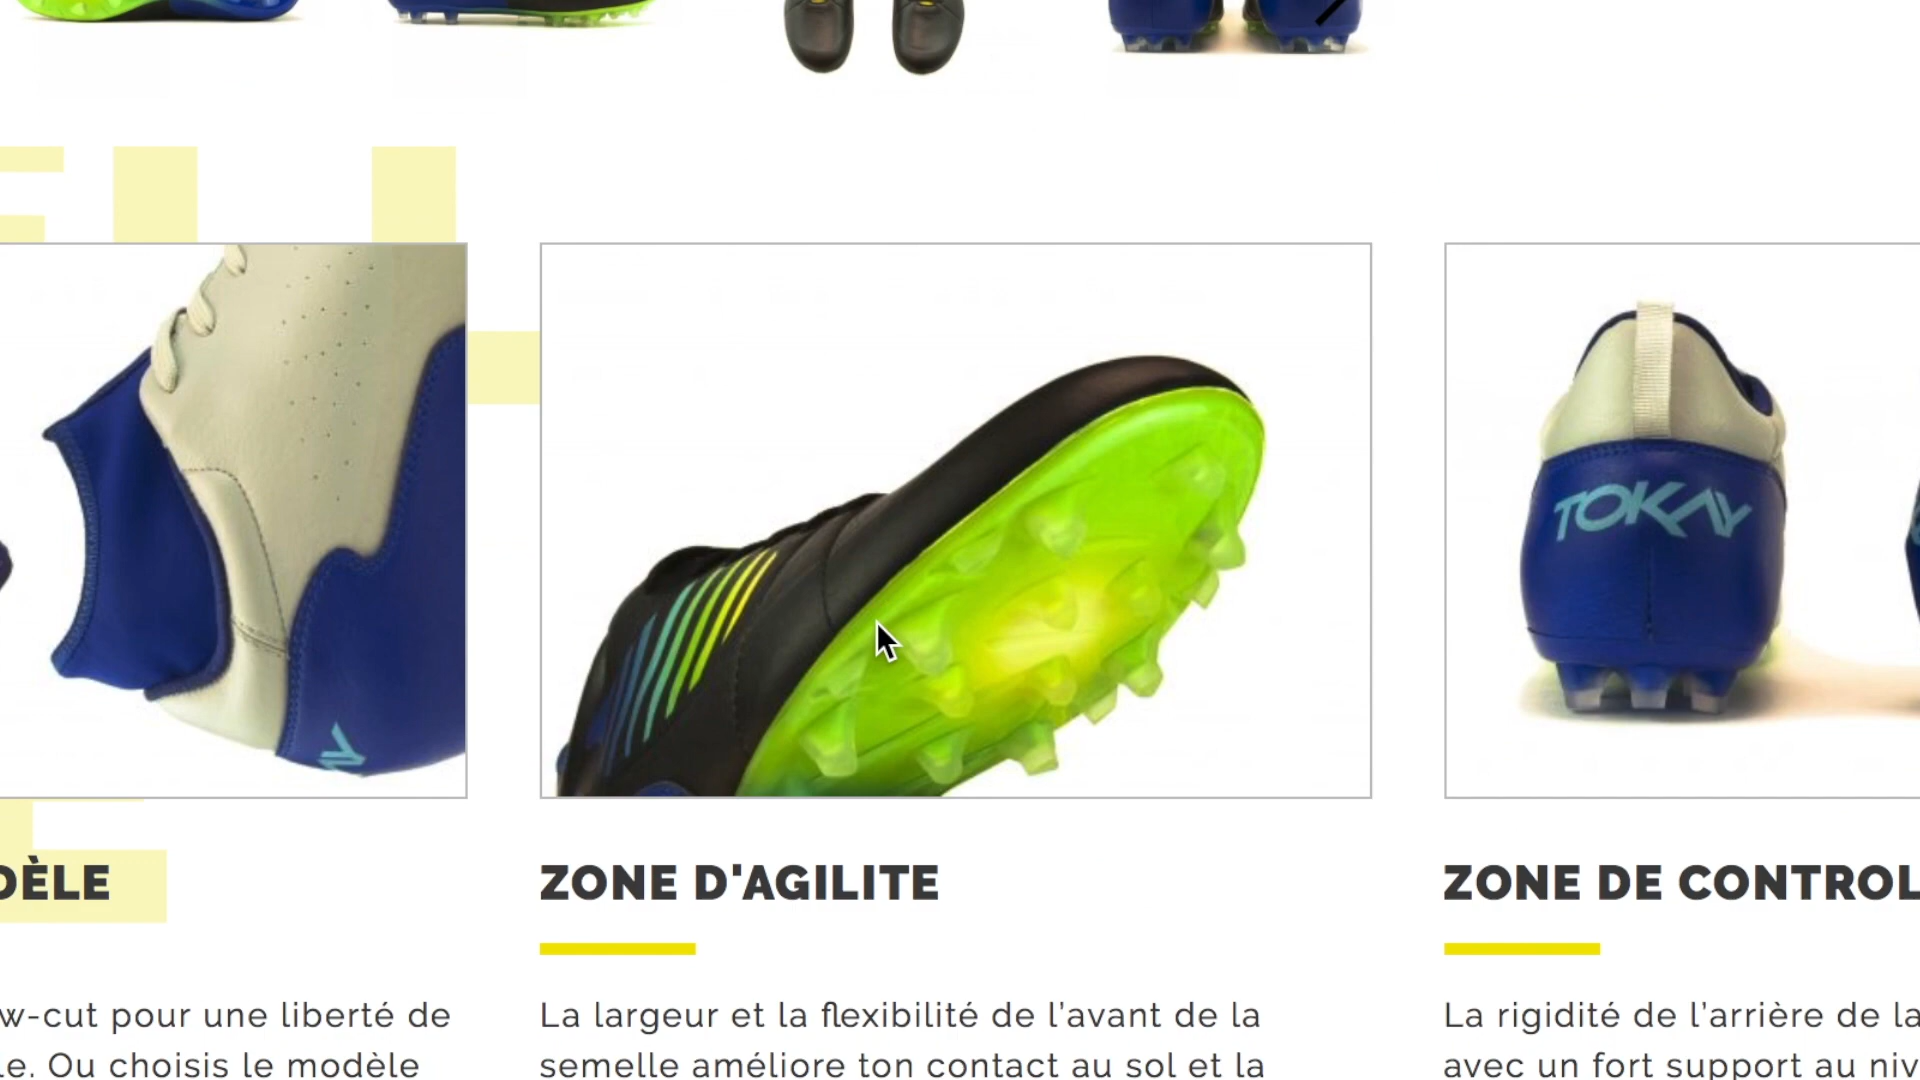 TOKAY
DÈLE
w-cut pour une liberté de
le. Ou choisis le modèle
ZONE D'AGILITE
La largeur et la flexibilité de l'avant de la
semelle améliore ton contact au sol et la
ZONE DE CONTROL
La rigidité de l'arrière de la
avec un fort support au niv